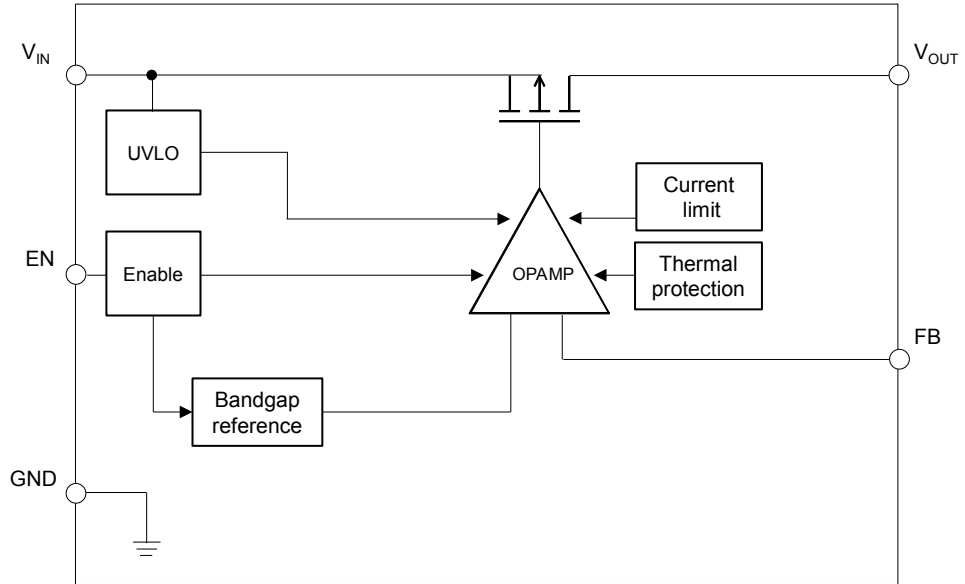 VIN
VOUT
UVLO
Current
limit
EN
Enable
OPAMP
Thermal
protection
FB
Bandgap
reference
GND